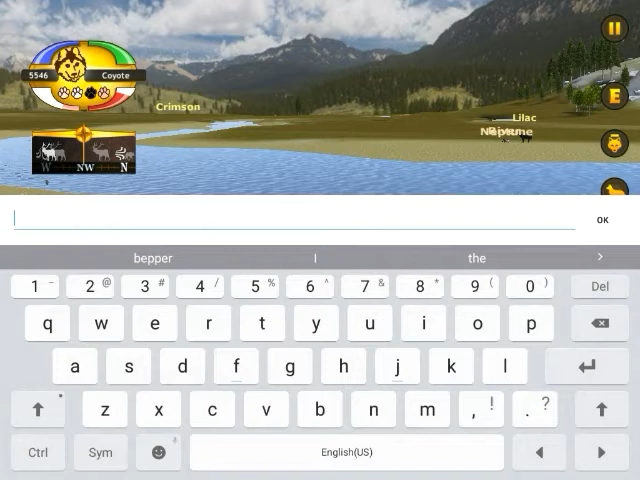 5546 Coyote
E
Crimson
Lilac
W NW N
OK
bepper I the >
1 - 2 @ 3 # 4 / 5 % 6 ^ 7 & 8 * 9 ( 0 ) Del
q w e r t y u i o p
a s d f g h j k l
z x c v b n m , ! . ?
Ctrl Sym English(US)